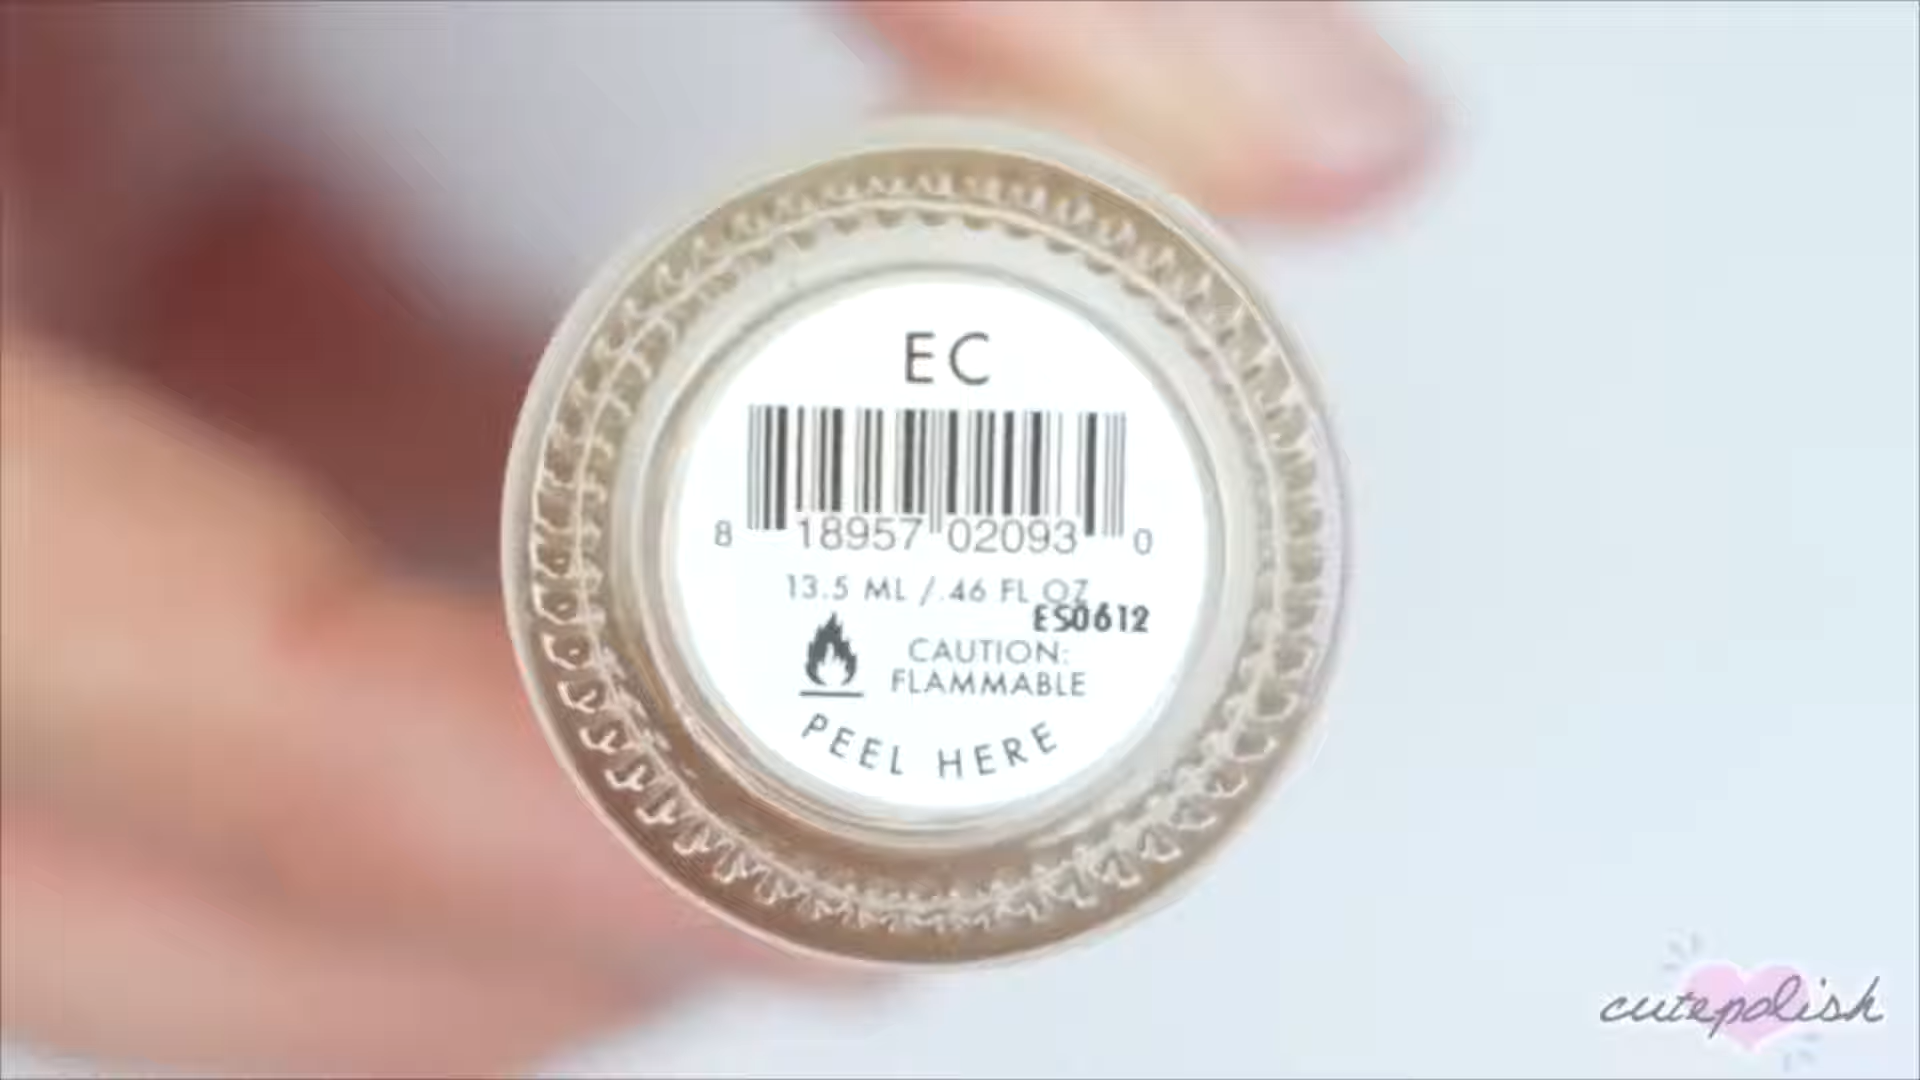 EC
8 18957 02093 0
13.5 ML /.46 FL OZ
ES0612
CAUTION:
FLAMMABLE
PEEL HERE
cutepolish